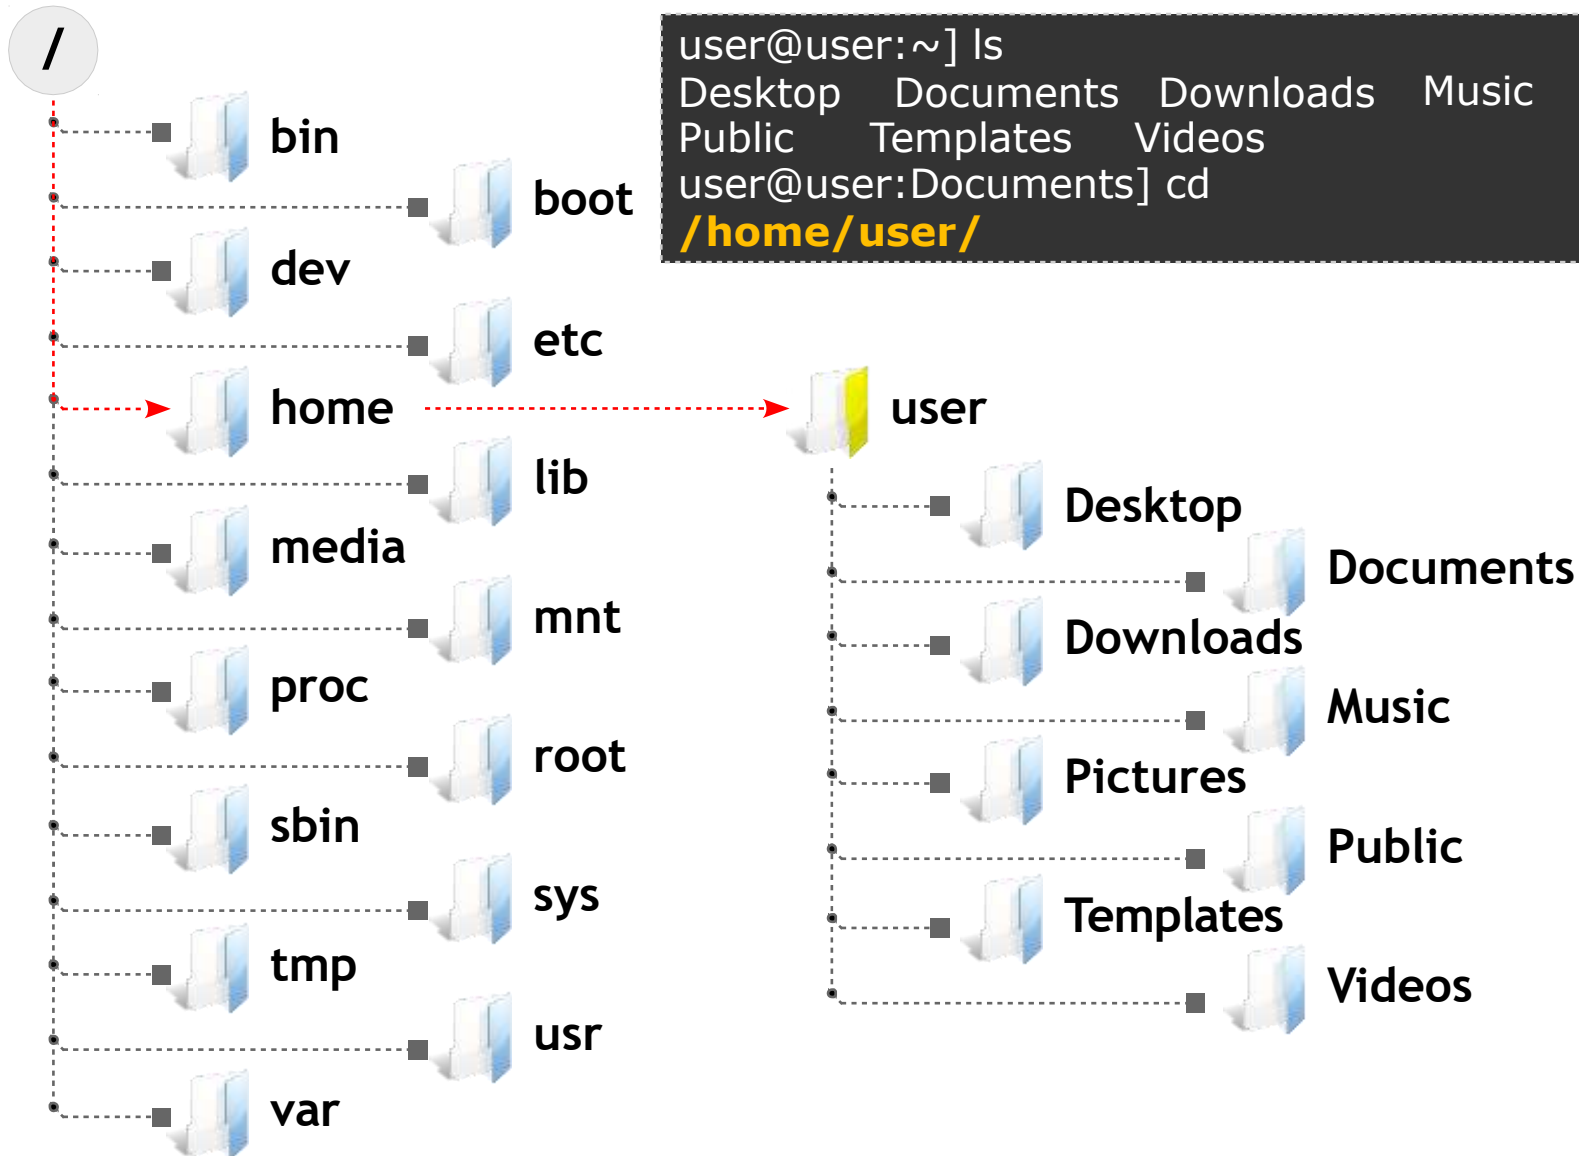 /
user@user:~] ls
Desktop Documents Downloads Music
Public Templates Videos
user@user:Documents] cd
/home/user/
bin
boot
dev
etc
home
user
lib
Desktop
media
Documents
mnt
Downloads
proc
Music
root
Pictures
sbin
Public
sys
Templates
tmp
Videos
usr
var